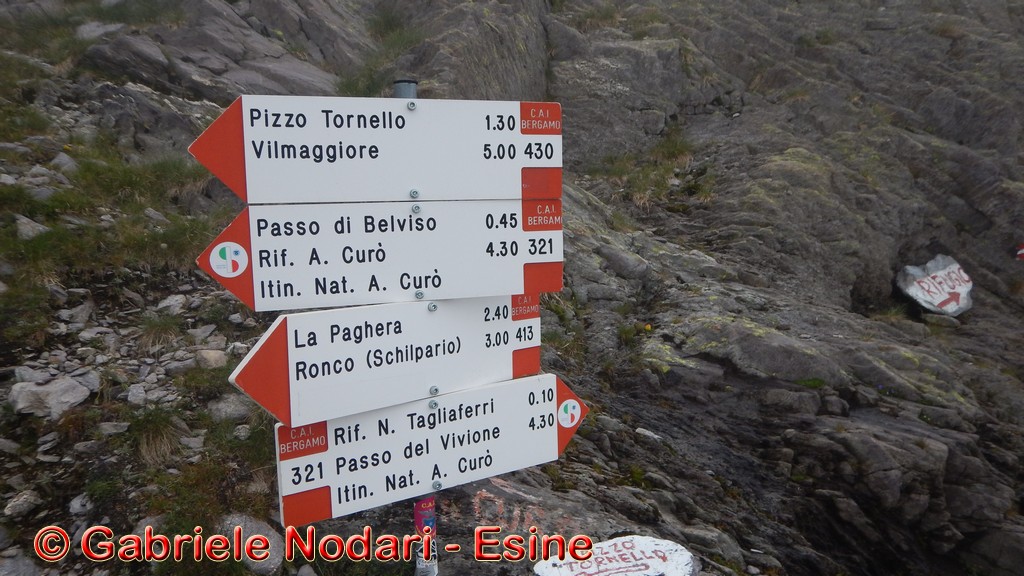 Pizzo Tornello 1.30 C.A.I. BERGAMO
Vilmaggiore 5.00 430
Passo di Belviso 0.45 C.A.I. BERGAMO
Rif. A. Curò 4.30 321
Itin. Nat. A. Curò
La Paghera 2.40 C.A.I. BERGAMO
Ronco (Schilpario) 3.00 413
C.A.I. BERGAMO Rif. N. Tagliaferri 0.10
321 Passo del Vivione 4.30
Itin. Nat. A. Curò
RIFUGIO
TORNELLO
© Gabriele Nodari - Esine